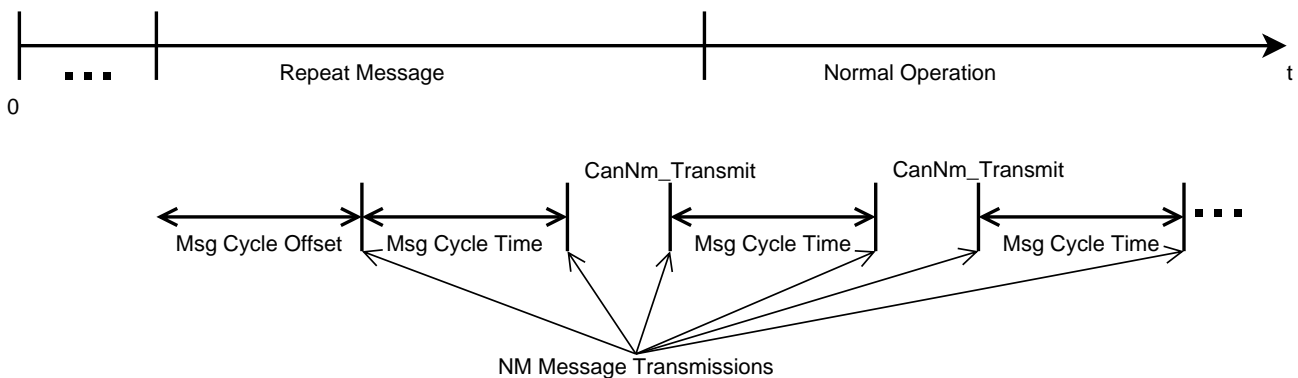 Repeat Message
Normal Operation
t
0
CanNm_Transmit
CanNm_Transmit
Msg Cycle Offset
Msg Cycle Time
Msg Cycle Time
Msg Cycle Time
NM Message Transmissions